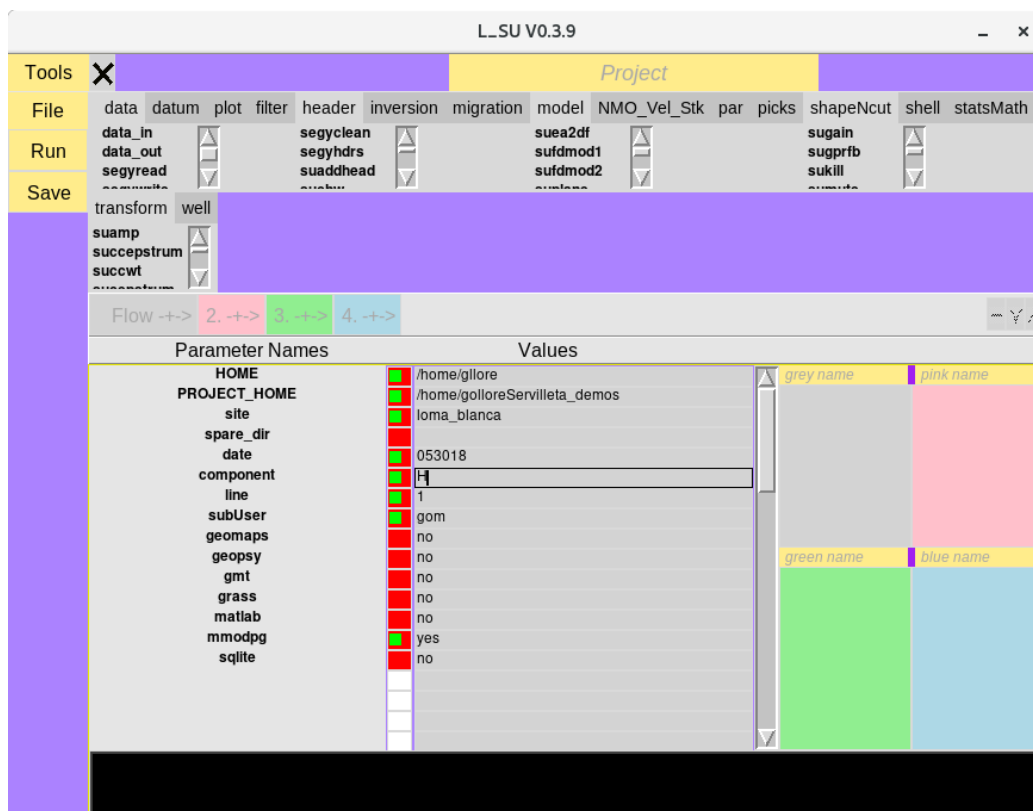 L_SU V0.3.9
Tools Project
File data datum plot filter header inversion migration model NMO_Vel_Stk par picks shapeNcut shell statsMath
data_in segyclean suea2df sugain
Run data_out segyhdrs sufdmod1 sugprfb
segyread suaddhead sufdmod2 sukill
Save
transform well
suamp
succepstrum
succwt
Flow -+-> 2. -+-> 3. -+-> 4. -+->
Parameter Names Values
HOME /home/gllore grey name pink name
PROJECT_HOME /home/golloreServilleta_demos
site loma_blanca
spare_dir
date 053018
component H
line 1
subUser gom
geomaps no
geopsy no green name blue name
gmt no
grass no
matlab no
mmodpg yes
sqlite no